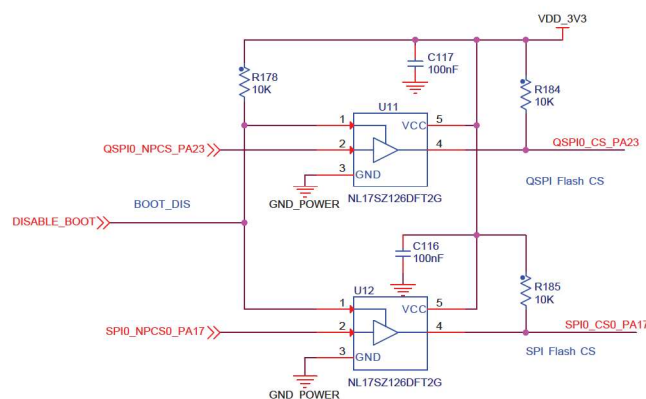 VDD_3V3
C117
100nF
R178
10K
R184
10K
U11
1
VCC
5
QSPI0_NPCS_PA23
2
4
QSPI0_CS_PA23
3
GND
QSPI Flash CS
GND_POWER
NL17SZ126DFT2G
BOOT_DIS
DISABLE_BOOT
C116
100nF
R185
10K
U12
1
VCC
5
SPI0_NPCS0_PA17
2
4
SPI0_CS0_PA17
3
GND
SPI Flash CS
NL17SZ126DFT2G
GND_POWER